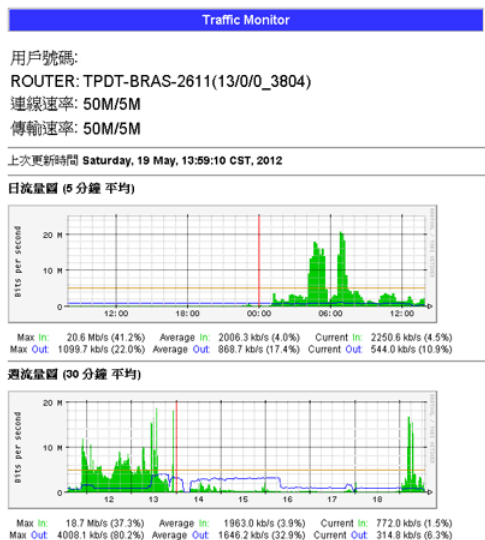 Traffic Monitor
用戶號碼:
ROUTER: TPDT-BRAS-2611(13/0/0_3804)
連線速率: 50M/5M
傳輸速率: 50M/5M
上次更新時間 Saturday, 19 May, 13:59:10 CST, 2012
日流量圖 (5 分鐘 平均)
Bits per second
20 M
10 M
0
12:00 18:00 00:00 06:00 12:00
Max In: 20.6 Mb/s (41.2%) Average In: 2006.3 kb/s (4.0%) Current In: 2250.6 kb/s (4.5%)
Max Out: 1099.7 kb/s (22.0%) Average Out: 868.7 kb/s (17.4%) Current Out: 544.0 kb/s (10.9%)
週流量圖 (30 分鐘 平均)
Bits per second
20 M
10 M
0
12 13 14 15 16 17 18
Max In: 18.7 Mb/s (37.3%) Average In: 1963.0 kb/s (3.9%) Current In: 772.0 kb/s (1.5%)
Max Out: 4008.1 kb/s (80.2%) Average Out: 1646.2 kb/s (32.9%) Current Out: 314.8 kb/s (6.3%)